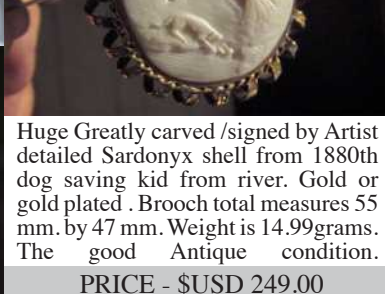 Huge Greatly carved /signed by Artist
detailed Sardonyx shell from 1880th
dog saving kid from river. Gold or
gold plated . Brooch total measures 55
mm. by 47 mm. Weight is 14.99grams.
The good Antique condition.
PRICE - $USD 249.00